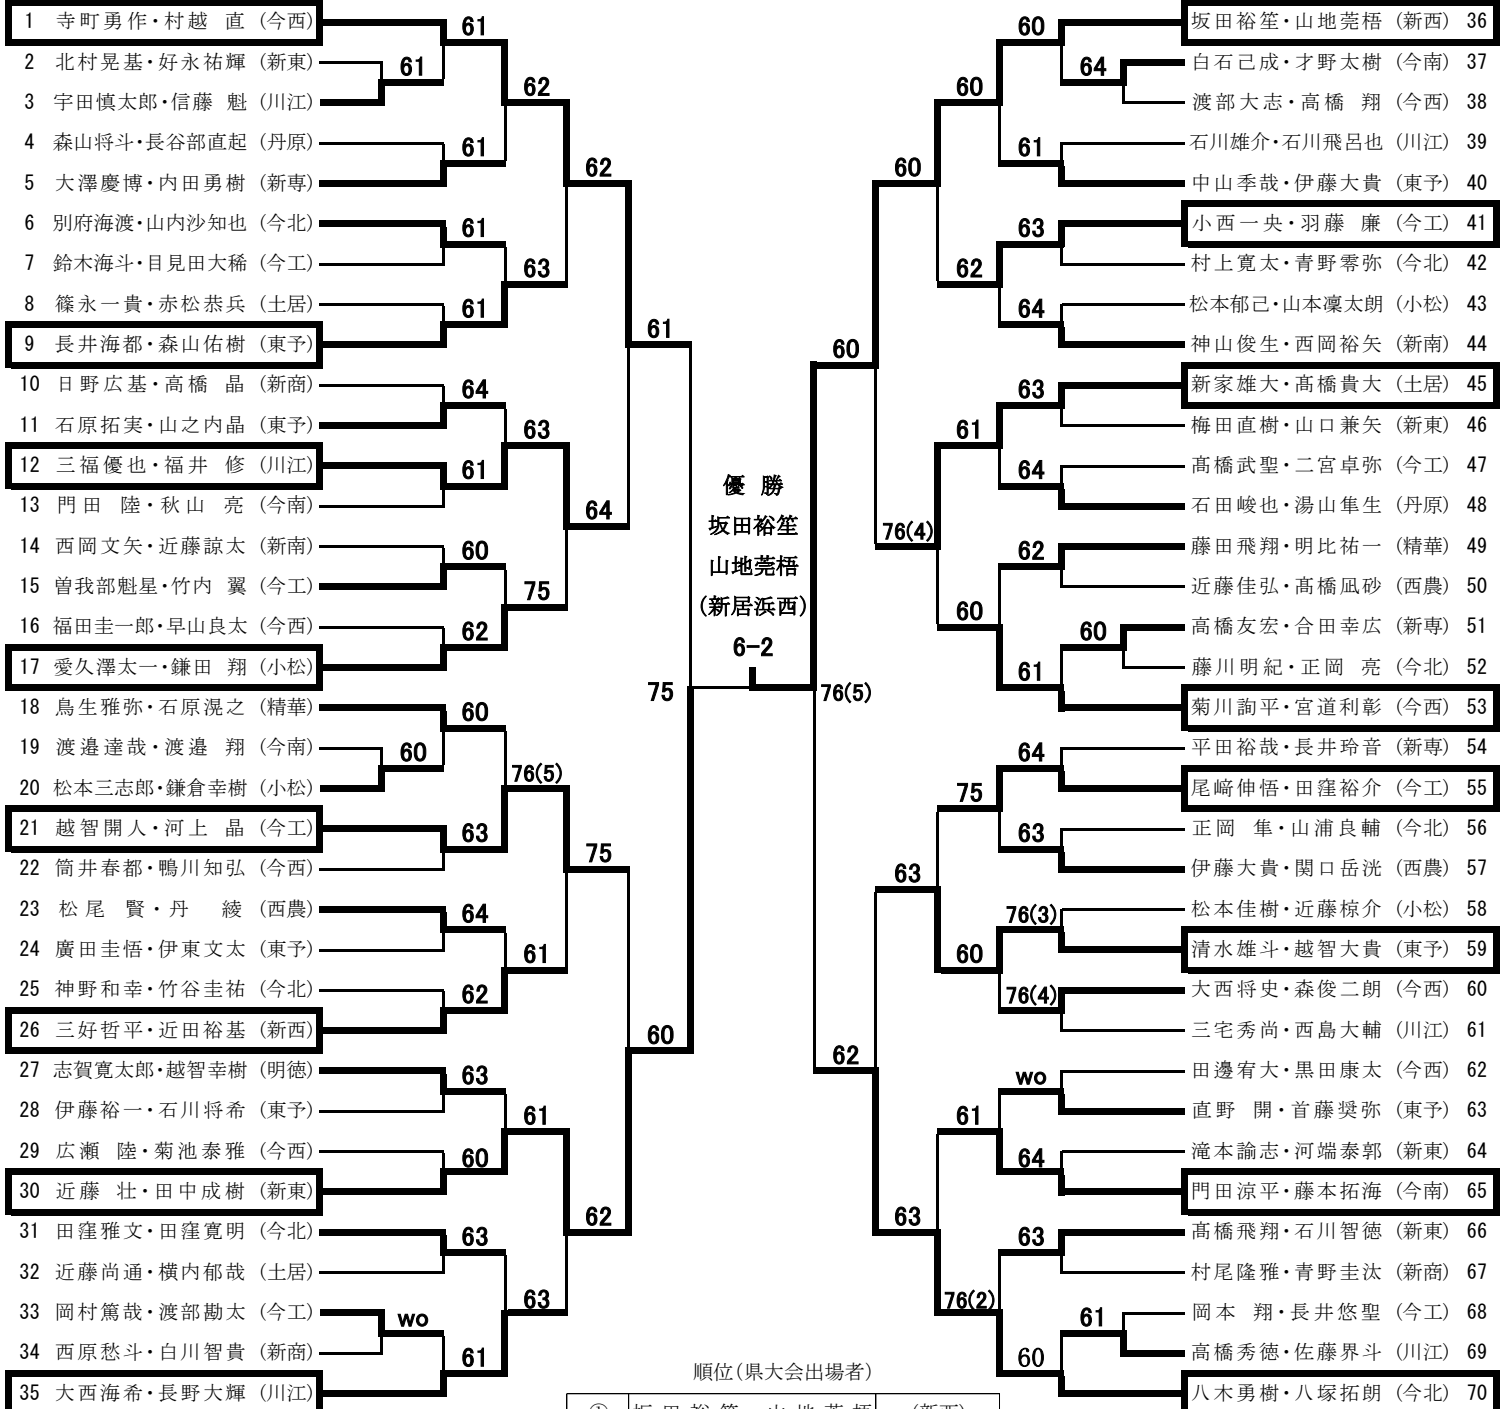 1 寺町勇作・村越 直 (今西)
2 北村晃基・好永祐輝 (新東)
3 宇田慎太郎・信藤 魁 (川江)
4 森山将斗・長谷部直起 (丹原)
5 大澤慶博・内田勇樹 (新専)
6 別府海渡・山内沙知也 (今北)
7 鈴木海斗・目見田大稀 (今工)
8 篠永一貴・赤松恭兵 (土居)
9 長井海都・森山佑樹 (東予)
10 日野広基・高橋 晶 (新商)
11 石原拓実・山之内晶 (東予)
12 三福優也・福井 修 (川江)
13 門田 陸・秋山 亮 (今南)
14 西岡文矢・近藤諒太 (新南)
15 曽我部魁星・竹内 翼 (今工)
16 福田圭一郎・早山良太 (今西)
17 愛久澤太一・鎌田 翔 (小松)
18 鳥生雅弥・石原滉之 (精華)
19 渡邉達哉・渡邉 翔 (今南)
20 松本三志郎・鎌倉幸樹 (小松)
21 越智開人・河上 晶 (今工)
22 筒井春都・鴨川知弘 (今西)
23 松尾 賢・丹 綾 (西農)
24 廣田圭悟・伊東文太 (東予)
25 神野和幸・竹谷圭祐 (今北)
26 三好哲平・近田裕基 (新西)
27 志賀寛太郎・越智幸樹 (明徳)
28 伊藤裕一・石川将希 (東予)
29 広瀬 陸・菊池泰雅 (今西)
30 近藤 壮・田中成樹 (新東)
31 田窪雅文・田窪寛明 (今北)
32 近藤尚通・横内郁哉 (土居)
33 岡村篤哉・渡部勘太 (今工)
34 西原愁斗・白川智貴 (新商)
35 大西海希・長野大輝 (川江)
61
61
61
61
61
64
61
60
62
60
60
63
64
62
63
60
63
wo
61
62
63
63
75
76(5)
61
61
63
62
64
75
62
61
60
75
優 勝
坂田裕笙
山地莞梧
(新居浜西)
6-2
76(5)
60
62
60
76(4)
63
63
60
62
61
60
75
60
61
76(2)
60
64
61
63
64
63
64
62
60
61
64
63
76(3)
76(4)
wo
64
63
61
60
坂田裕笙・山地莞梧 (新西) 36
白石己成・才野太樹 (今南) 37
渡部大志・高橋 翔 (今西) 38
石川雄介・石川飛呂也 (川江) 39
中山季哉・伊藤大貴 (東予) 40
小西一央・羽藤 廉 (今工) 41
村上寛太・青野零弥 (今北) 42
松本郁己・山本凜太朗 (小松) 43
神山俊生・西岡裕矢 (新南) 44
新家雄大・髙橋貴大 (土居) 45
梅田直樹・山口兼矢 (新東) 46
髙橋武聖・二宮卓弥 (今工) 47
石田峻也・湯山隼生 (丹原) 48
藤田飛翔・明比祐一 (精華) 49
近藤佳弘・髙橋凪砂 (西農) 50
高橋友宏・合田幸広 (新専) 51
藤川明紀・正岡 亮 (今北) 52
菊川詢平・宮道利彰 (今西) 53
平田裕哉・長井玲音 (新専) 54
尾﨑伸悟・田窪裕介 (今工) 55
正岡 隼・山浦良輔 (今北) 56
伊藤大貴・関口岳洸 (西農) 57
松本佳樹・近藤椋介 (小松) 58
清水雄斗・越智大貴 (東予) 59
大西将史・森俊二朗 (今西) 60
三宅秀尚・西島大輔 (川江) 61
田邊宥大・黒田康太 (今西) 62
直野 開・首藤奨弥 (東予) 63
滝本諭志・河端泰郭 (新東) 64
門田涼平・藤本拓海 (今南) 65
髙橋飛翔・石川智徳 (新東) 66
村尾隆雅・青野圭汰 (新商) 67
岡本 翔・長井悠聖 (今工) 68
高橋秀徳・佐藤界斗 (川江) 69
八木勇樹・八塚拓朗 (今北) 70
順位(県大会出場者)
① 坂田裕笙・山地莞梧 (新西)